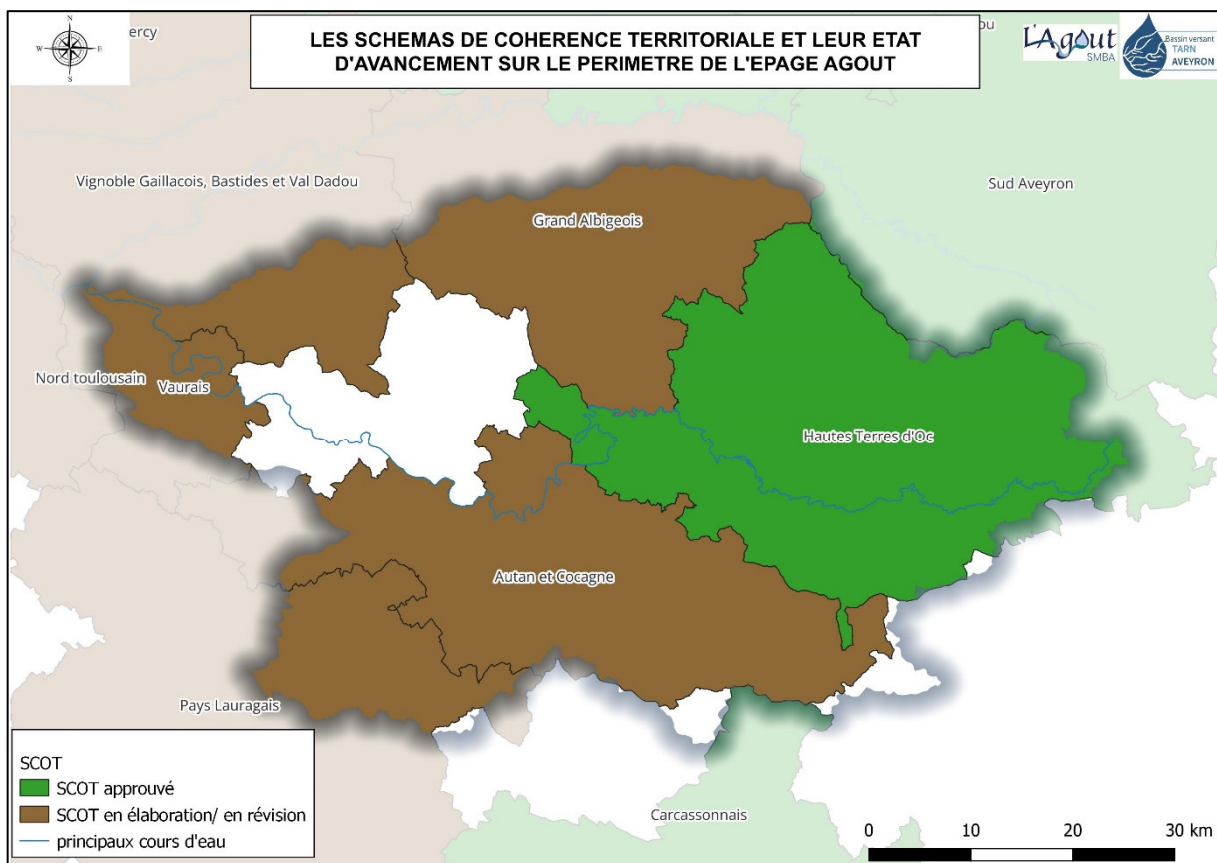 N
W
E
S
ercy
LES SCHEMAS DE COHERENCE TERRITORIALE ET LEUR ETAT
D'AVANCEMENT SUR LE PERIMETRE DE L'EPAGE AGOUT
ou
L'Agout
SMBA
Bassin versant
TARN
AVEYRON
Vignoble Gaillacois, Bastides et Val Dadou
Sud Aveyron
Grand Albigeois
Nord toulousain
Vaurais
Hautes Terres d'Oc
Autan et Cocagne
Pays Lauragais
Carcassonnais
SCOT
SCOT approuvé
SCOT en élaboration/ en révision
principaux cours d'eau
0 10 20 30 km